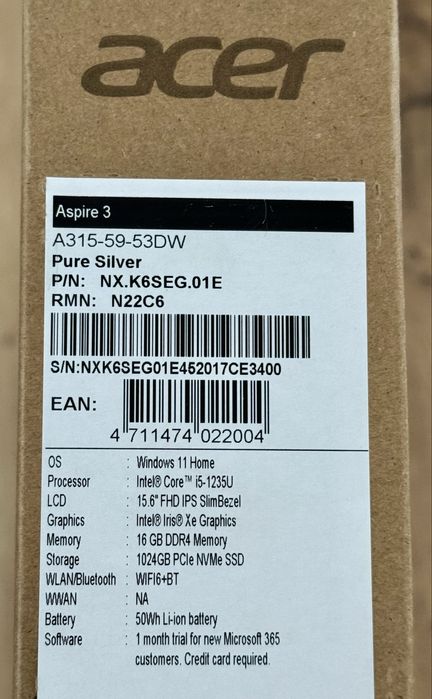 acer
Aspire 3
A315-59-53DW
Pure Silver
P/N: NX.K6SEG.01E
RMN: N22C6
S/N:NXK6SEG01E452017CE3400
EAN:
4 711474 022004
OS : Windows 11 Home
Processor : Intel® Core™ i5-1235U
LCD : 15.6" FHD IPS SlimBezel
Graphics : Intel® Iris® Xe Graphics
Memory : 16 GB DDR4 Memory
Storage : 1024GB PCIe NVMe SSD
WLAN/Bluetooth : WIFI6+BT
WWAN : NA
Battery : 50Wh Li-ion battery
Software : 1 month trial for new Microsoft 365
customers. Credit card required.